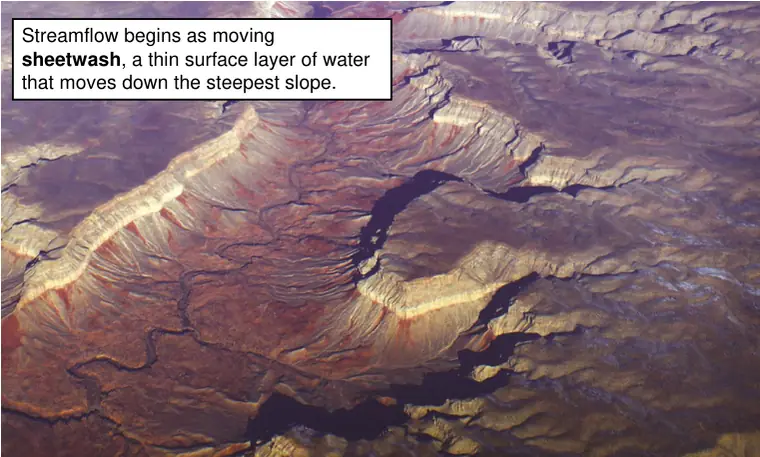 Streamflow begins as moving
sheetwash, a thin surface layer of water
that moves down the steepest slope.